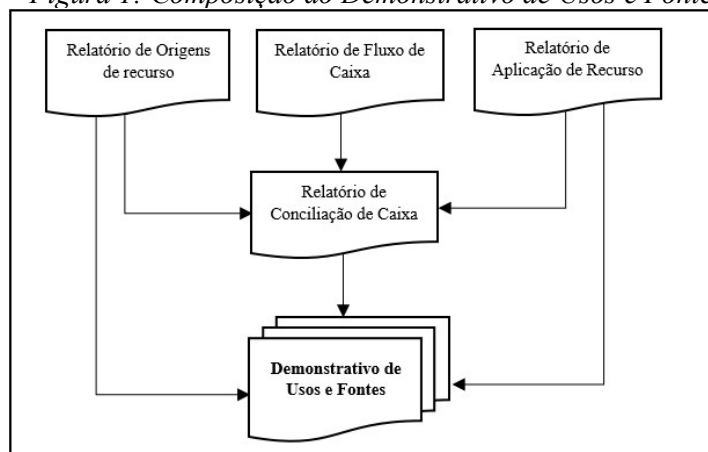 Figura 1: Composição do Demonstrativo de Usos e Fonte
Relatório de Origens
de recurso
Relatório de Fluxo de
Caixa
Relatório de
Aplicação de Recurso
Relatório de
Conciliação de Caixa
Demonstrativo de
Usos e Fontes